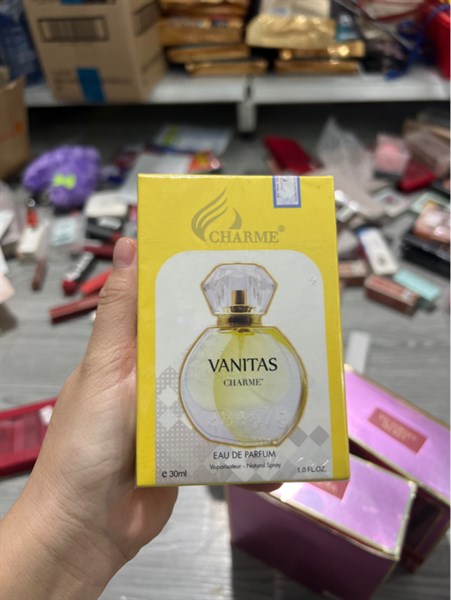 CHARME®
VANITAS
CHARME®
EAU DE PARFUM
Vaporisateur - Natural Spray
e 30ml
1.0 FL.OZ.